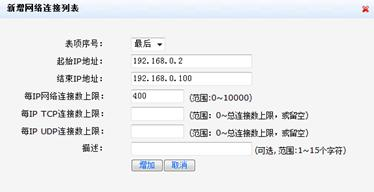 新增网络连接列表
表项序号: 最后
起始IP地址: 192.168.0.2
结束IP地址: 192.168.0.100
每IP网络连接数上限: 400 (范围:0~10000)
每IP TCP连接数上限: (范围: 0~总连接数上限, 或留空)
每IP UDP连接数上限: (范围: 0~总连接数上限, 或留空)
描述: (可选,范围:1~15个字符)
增加 取消